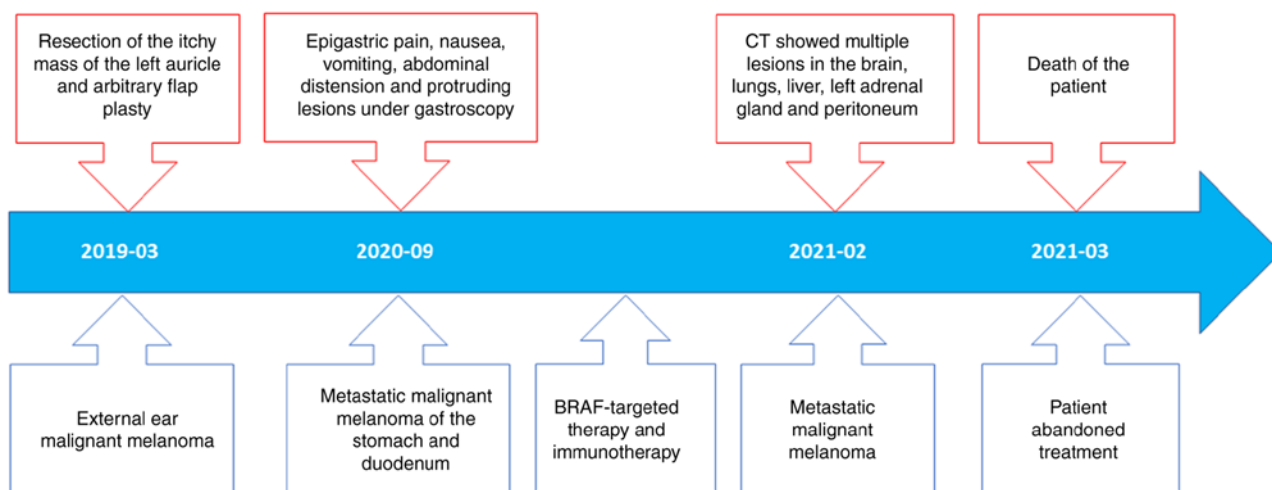 Resection of the itchy
mass of the left auricle
and arbitrary flap
plasty
Epigastric pain, nausea,
vomiting, abdominal
distension and protruding
lesions under gastroscopy
CT showed multiple
lesions in the brain,
lungs, liver, left adrenal
gland and peritoneum
Death of the
patient
2019-03
2020-09
2021-02
2021-03
External ear
malignant melanoma
Metastatic malignant
melanoma of the
stomach and
duodenum
BRAF-targeted
therapy and
immunotherapy
Metastatic
malignant
melanoma
Patient
abandoned
treatment